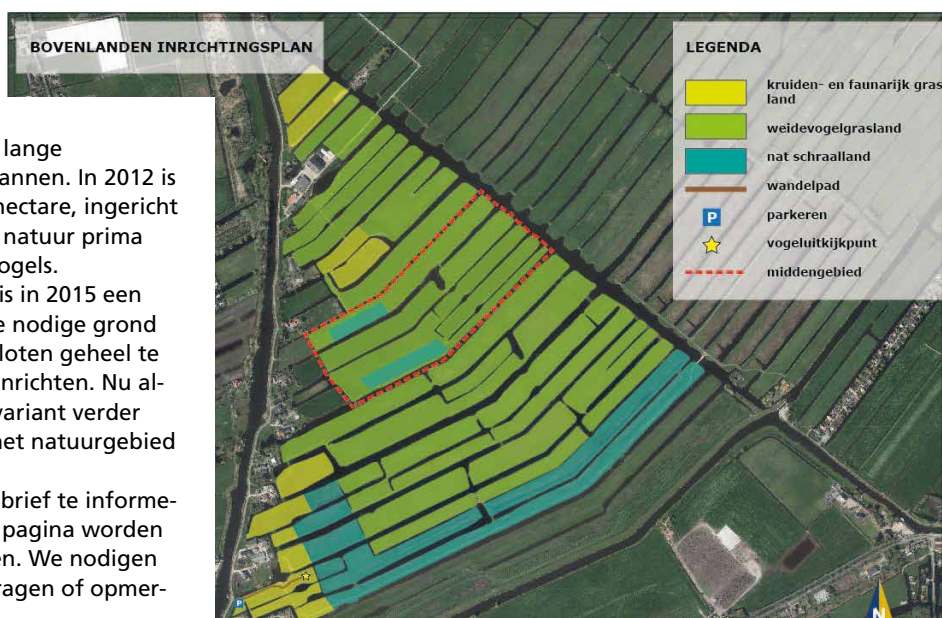 BOVENLANDEN INRICHTINGSPLAN
lange
annen. In 2012 is
hectare, ingericht
natuur prima
ogels.
is in 2015 een
e nodige grond
loten geheel te
nrichten. Nu al-
variant verder
het natuurgebied
brief te informe-
pagina worden
en. We nodigen
ragen of opmer-
LEGENDA
kruiden- en faunarijk gras
land
weidevogelgrasland
nat schraalland
wandelpad
P parkeren
vogeluitkijkpunt
middengebied
P
N